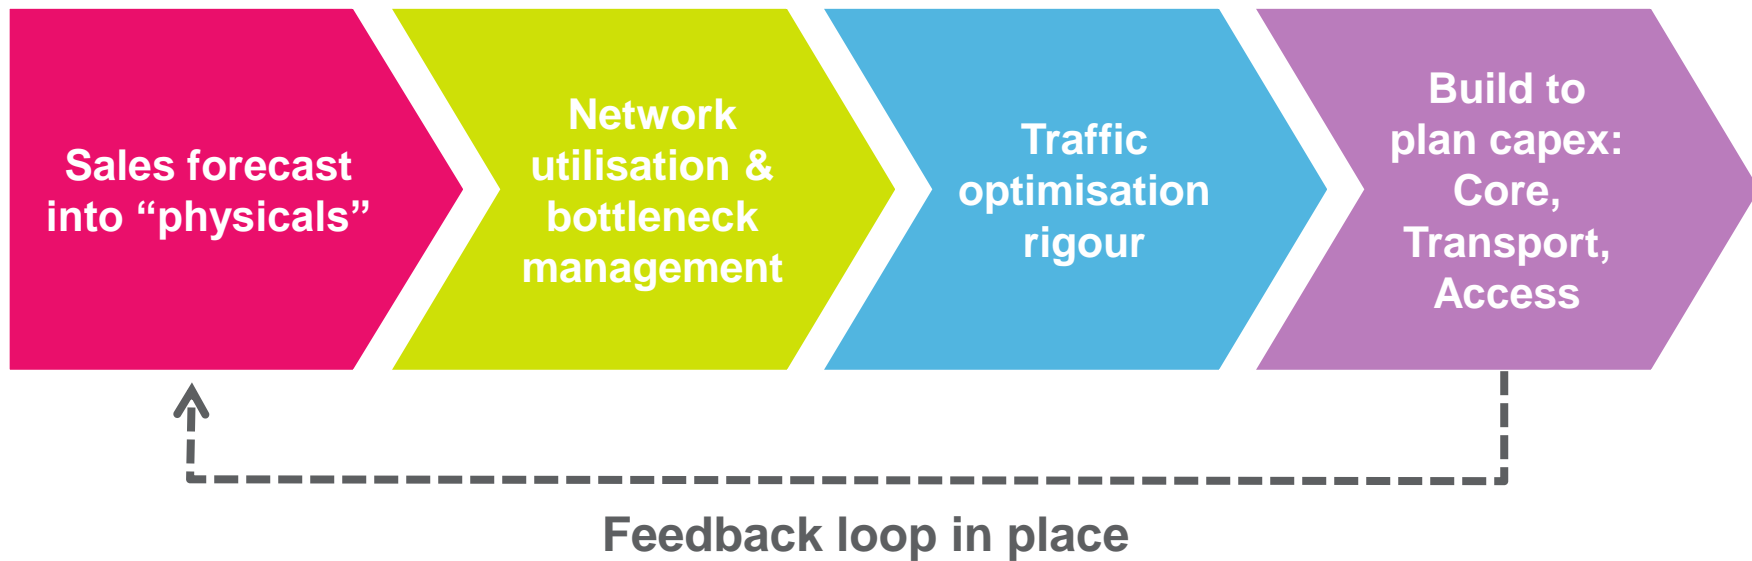 Sales forecast
into “physicals”
Network
utilisation &
bottleneck
management
Traffic
optimisation
rigour
Build to
plan capex:
Core,
Transport,
Access
Feedback loop in place